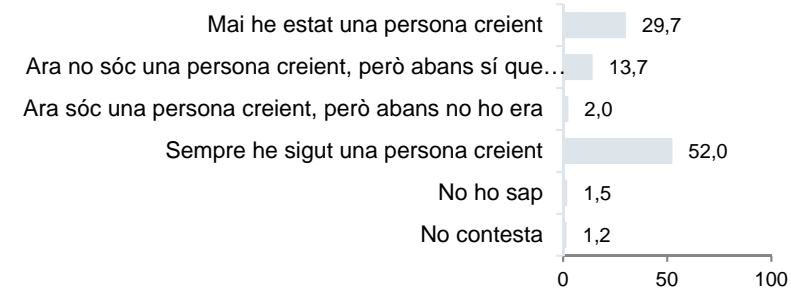 Mai he estat una persona creient 29,7
Ara no sóc una persona creient, però abans sí que… 13,7
Ara sóc una persona creient, però abans no ho era 2,0
Sempre he sigut una persona creient 52,0
No ho sap 1,5
No contesta 1,2
0 50 100